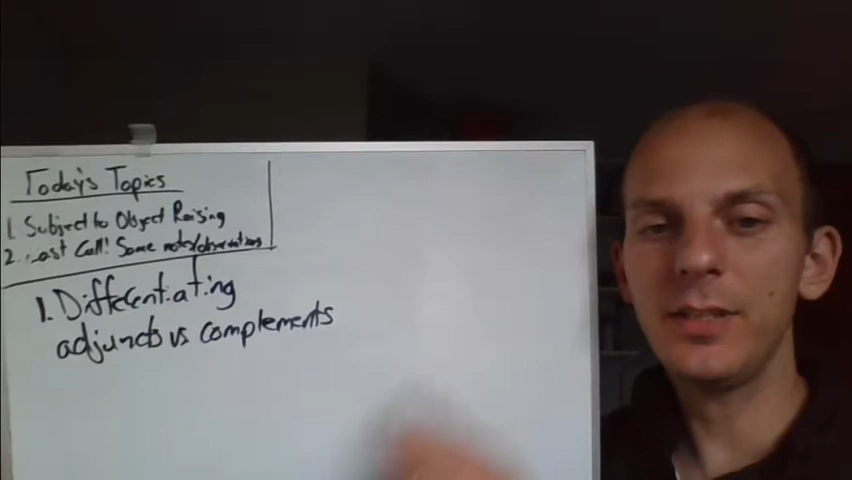 Today's Topics
1. Subject to Object Raising
2. Last Call! Some notes/observations
1. Differentiating
adjuncts vs complements